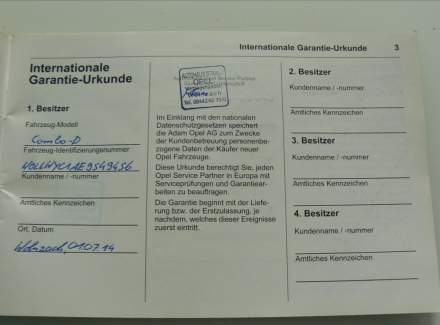 Internationale Garantie-Urkunde 3
Internationale
Garantie-Urkunde
1. Besitzer
Fahrzeug-Modell
Combo-D
Fahrzeug-Identifizierungsnummer
Kundenname / -nummer
Amtliches Kennzeichen
Ort, Datum
Wolnzach, 01.07.14
OPEL
Im Einklang mit den nationalen
Datenschutzgesetzen speichert
die Adam Opel AG zum Zwecke
der Kundenbetreuung personenbe-
zogene Daten der Käufer neuer
Opel Fahrzeuge.
Diese Urkunde berechtigt Sie, jeden
Opel Service Partner in Europa mit
Serviceprüfungen und Garantiear-
beiten zu beauftragen.
Die Garantie beginnt mit der Liefe-
rung bzw. der Erstzulassung, je
nachdem, welches dieser Ereignisse
zuerst eintritt.
2. Besitzer
Kundenname / -nummer
Amtliches Kennzeichen
3. Besitzer
Kundenname / -nummer
Amtliches Kennzeichen
4. Besitzer
Kundenname / -nummer
Amtliches Kennzeichen